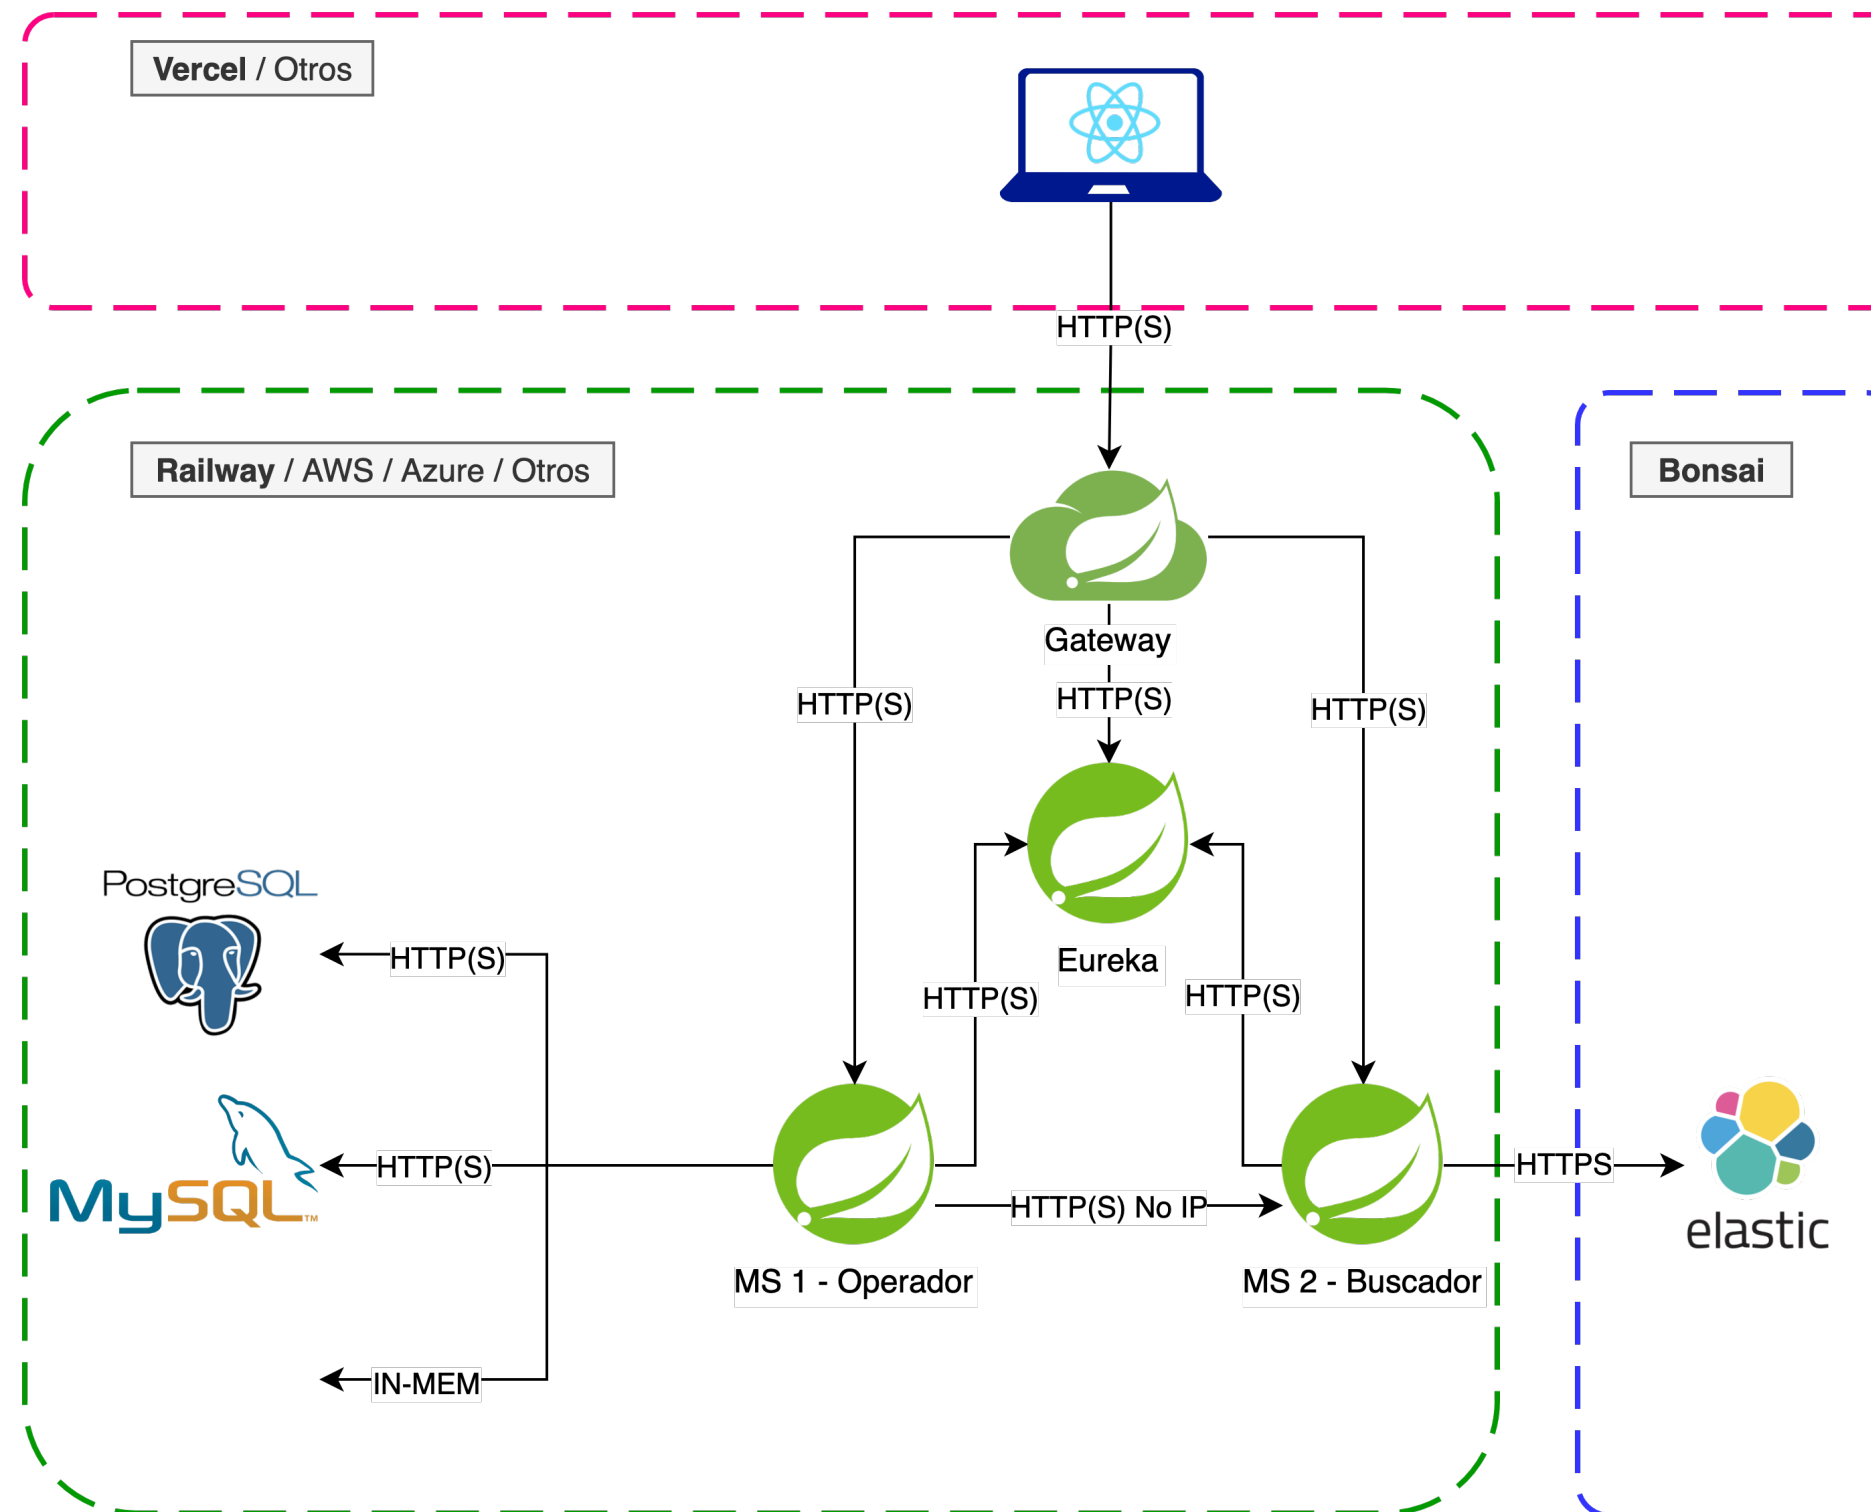 Vercel / Otros
HTTP(S)
Railway / AWS / Azure / Otros
Bonsai
Gateway
HTTP(S)
HTTP(S)
HTTP(S)
PostgreSQL
Eureka
HTTP(S)
HTTP(S)
HTTP(S)
HTTP(S)
HTTPS
MySQL™
HTTP(S) No IP
elastic
MS 1 - Operador
MS 2 - Buscador
IN-MEM